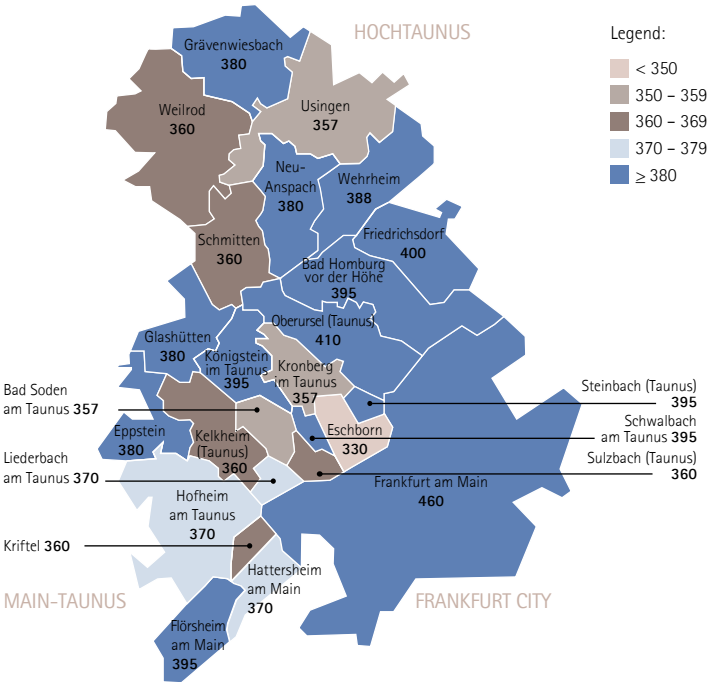 HOCHTAUNUS
Legend:
< 350
350 – 359
360 – 369
370 – 379
≥ 380
Grävenwiesbach
380
Usingen
357
Weilrod
360
Neu-
Anspach
380
Wehrheim
388
Schmitten
360
Friedrichsdorf
400
Bad Homburg
vor der Höhe
395
Oberursel (Taunus)
410
Glashütten
380
Königstein
im Taunus
395
Kronberg
im Taunus
357
Bad Soden
am Taunus 357
Steinbach (Taunus)
395
Schwalbach
am Taunus 395
Eschborn
330
Eppstein
380
Kelkheim
(Taunus)
360
Liederbach
am Taunus 370
Sulzbach (Taunus)
360
Frankfurt am Main
460
Hofheim
am Taunus
370
Kriftel 360
Hattersheim
am Main
370
MAIN-TAUNUS
FRANKFURT CITY
Flörsheim
am Main
395